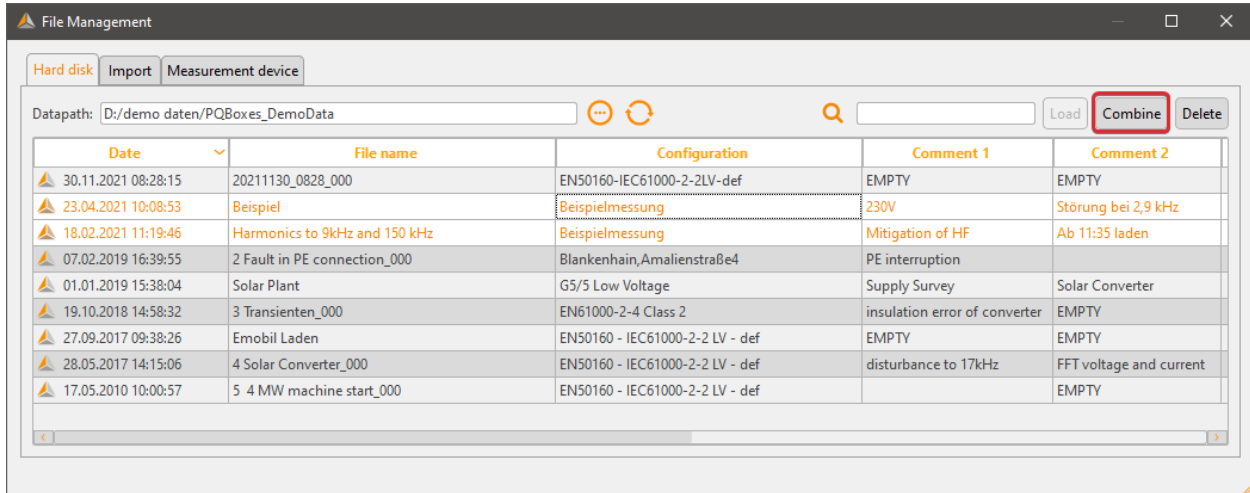 File Management
Hard disk Import Measurement device
Datapath: D:/demo daten/PQBoxes_DemoData Load Combine Delete
Date File name Configuration Comment 1 Comment 2
30.11.2021 08:28:15 20211130_0828_000 EN50160-IEC61000-2-2LV-def EMPTY EMPTY
23.04.2021 10:08:53 Beispiel Beispielmessung 230V Störung bei 2,9 kHz
18.02.2021 11:19:46 Harmonics to 9kHz and 150 kHz Beispielmessung Mitigation of HF Ab 11:35 laden
07.02.2019 16:39:55 2 Fault in PE connection_000 Blankenhain,Amalienstraße4 PE interruption
01.01.2019 15:38:04 Solar Plant G5/5 Low Voltage Supply Survey Solar Converter
19.10.2018 14:58:32 3 Transienten_000 EN61000-2-4 Class 2 insulation error of converter EMPTY
27.09.2017 09:38:26 Emobil Laden EN50160 - IEC61000-2-2 LV - def EMPTY EMPTY
28.05.2017 14:15:06 4 Solar Converter_000 EN50160 - IEC61000-2-2 LV - def disturbance to 17kHz FFT voltage and current
17.05.2010 10:00:57 5 4 MW machine start_000 EN50160 - IEC61000-2-2 LV - def EMPTY